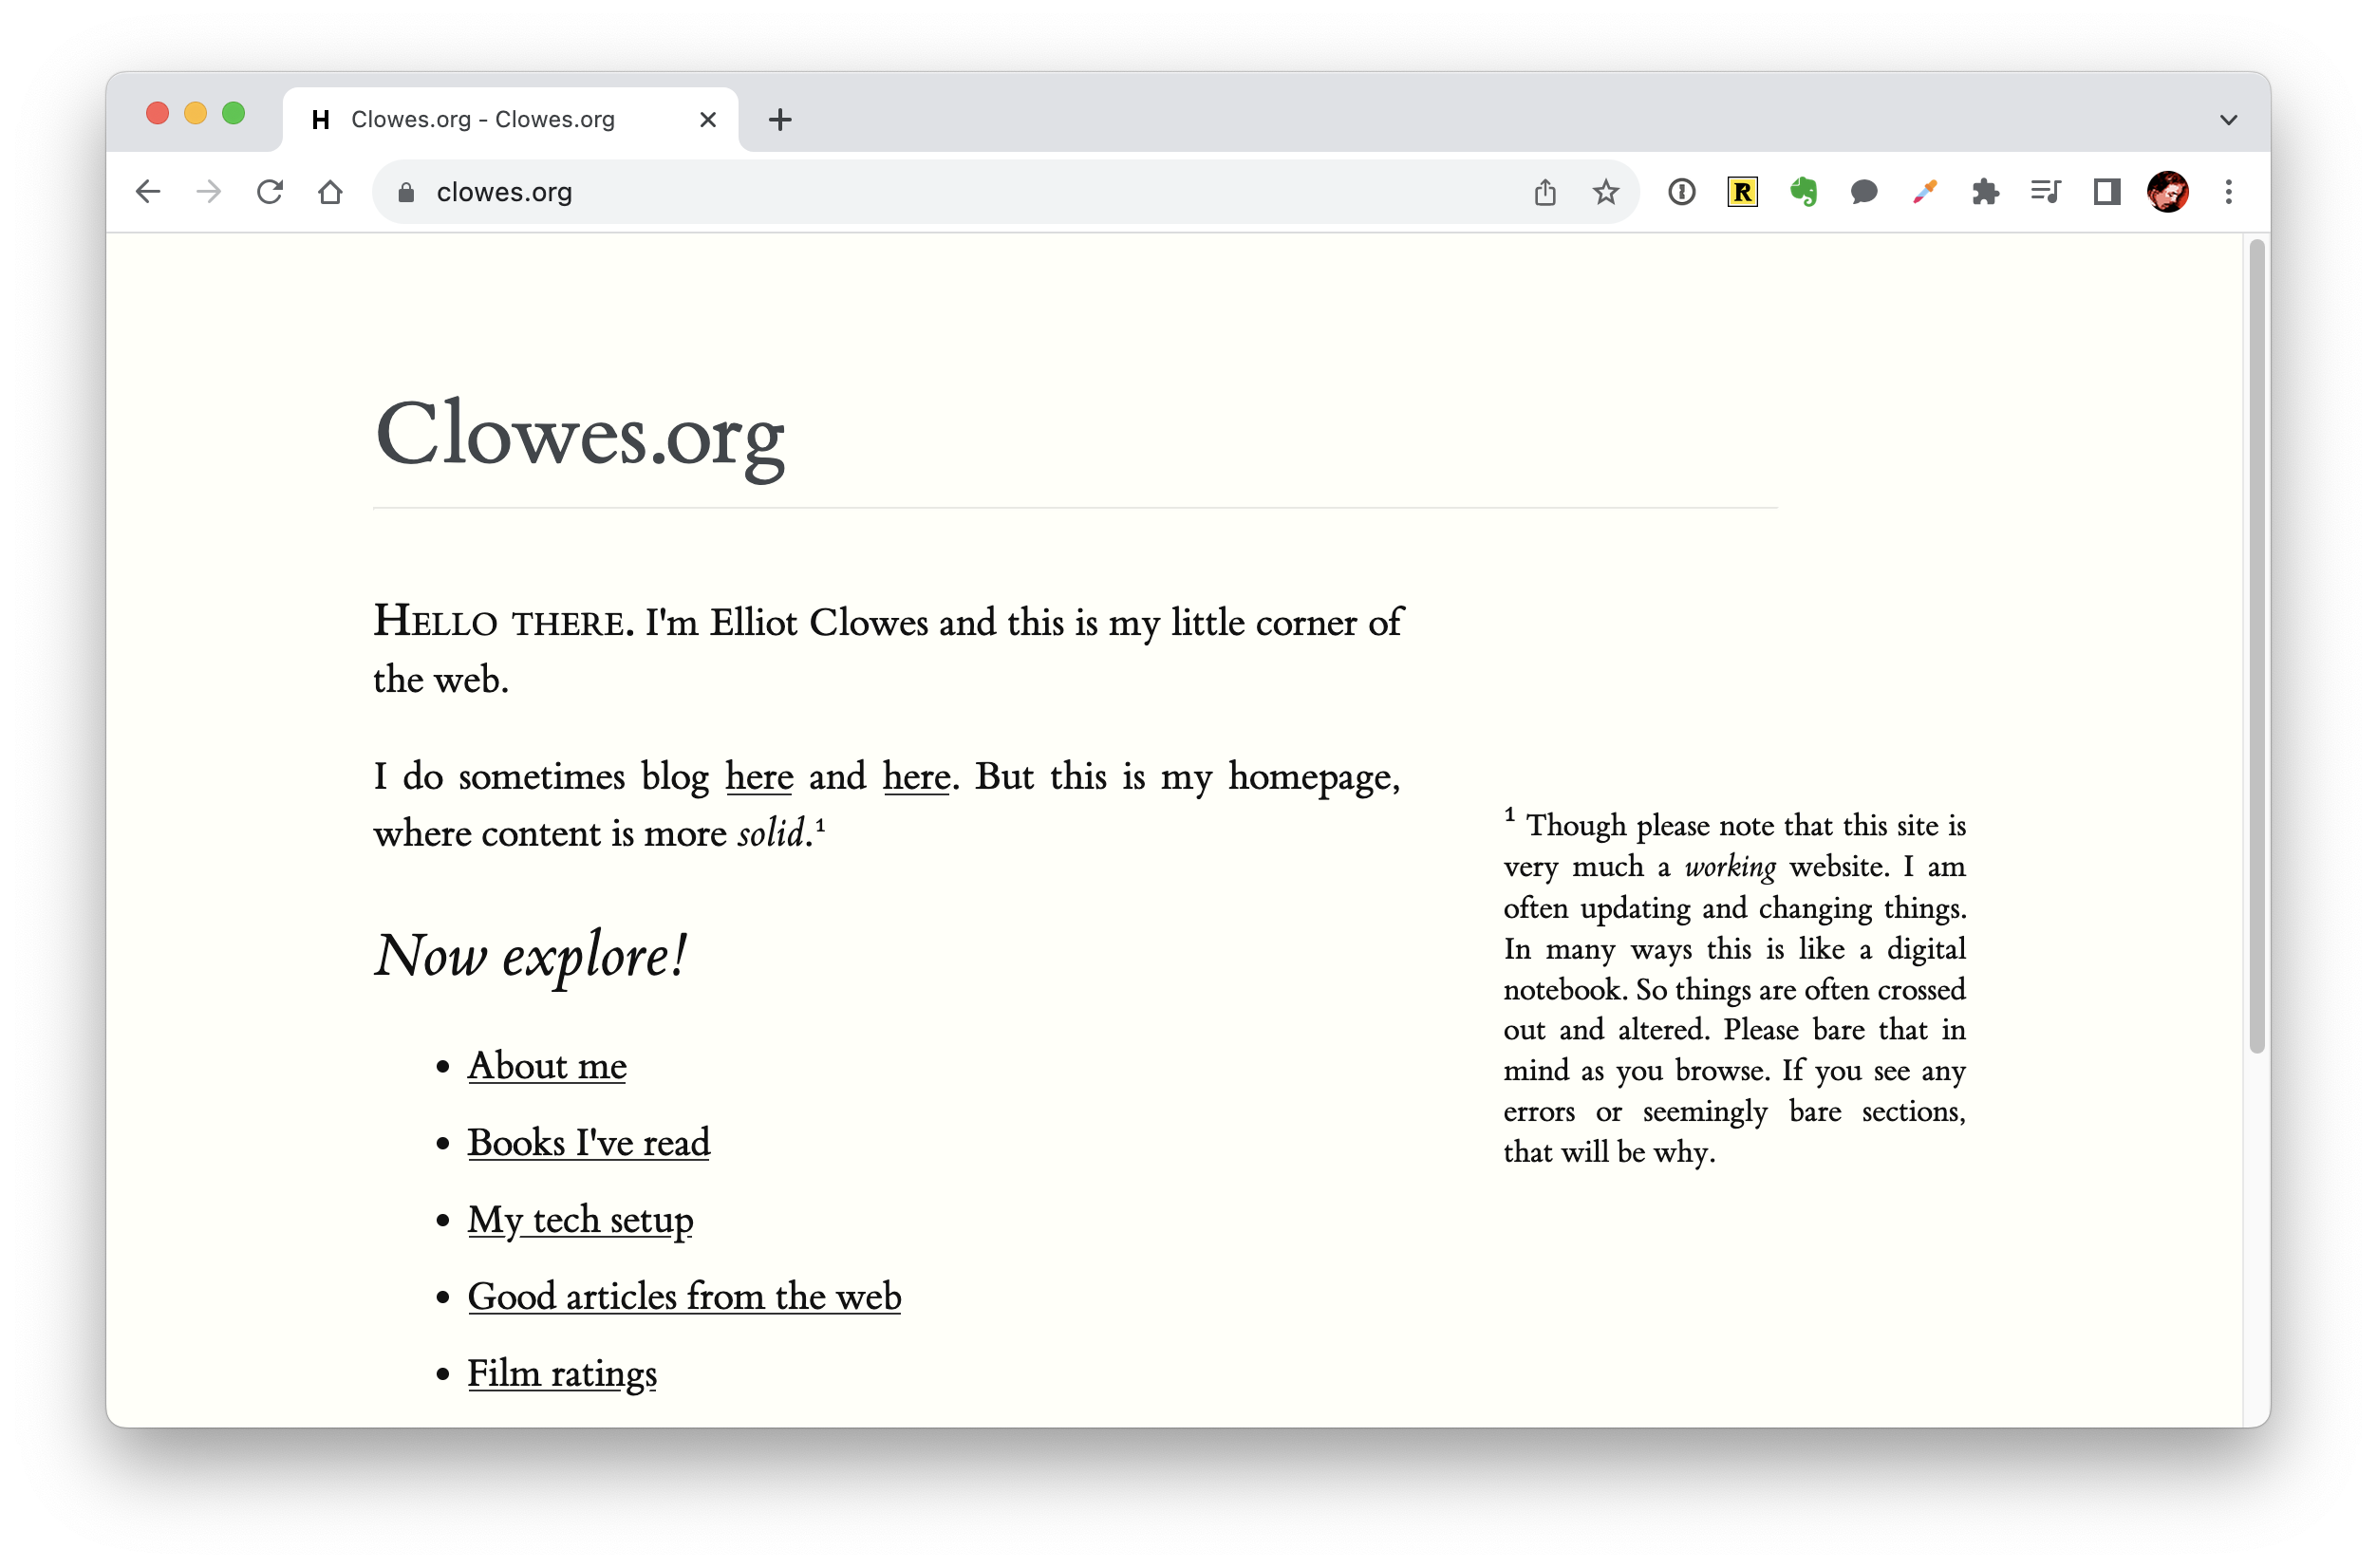 H Clowes.org - Clowes.org
clowes.org
R
Clowes.org
HELLO THERE. I'm Elliot Clowes and this is my little corner of
the web.
I do sometimes blog here and here. But this is my homepage,
where content is more solid.¹
¹ Though please note that this site is
very much a working website. I am
often updating and changing things.
In many ways this is like a digital
notebook. So things are often crossed
out and altered. Please bare that in
mind as you browse. If you see any
errors or seemingly bare sections,
that will be why.
Now explore!
• About me
• Books I've read
• My tech setup
• Good articles from the web
• Film ratings